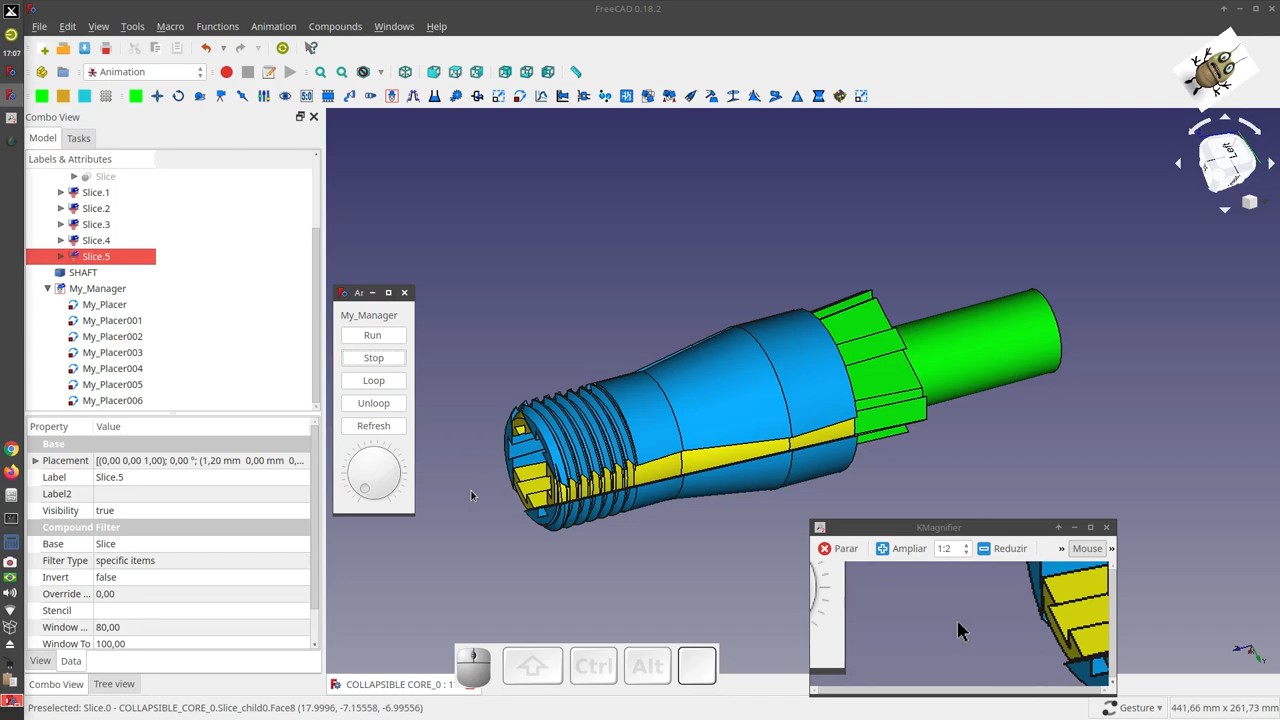 FreeCAD 0.18.2
File Edit View Tools Macro Functions Animation Compounds Windows Help
17:07
Animation
Combo View
Model Tasks
Labels & Attributes
Slice
Slice.1
Slice.2
Slice.3
Slice.4
Slice.5
SHAFT
My_Manager
My_Placer
My_Placer001
My_Placer002
My_Placer003
My_Placer004
My_Placer005
My_Placer006
Property Value
Base
Placement [(0,00 0,00 1,00); 0,00 °; (1,20 mm 0,00 mm 0,...
Label Slice.5
Label2
Visibility true
Compound Filter
Base Slice
Filter Type specific items
Invert false
Override ... 0,00
Stencil
Window ... 80,00
Window To 100,00
View Data
Combo View Tree view
My_Manager
Run
Stop
Loop
Unloop
Refresh
Left
KMagnifier
Parar Ampliar 1:2 Reduzir » Mouse »
Ctrl Alt
COLLAPSIBLE CORE_0 : 1
Preselected: Slice.0 - COLLAPSIBLE_CORE_0.Slice_child0.Face8 (17.9996, -7.15558, -6.99556)
Gesture 441,66 mm x 261,73 mm